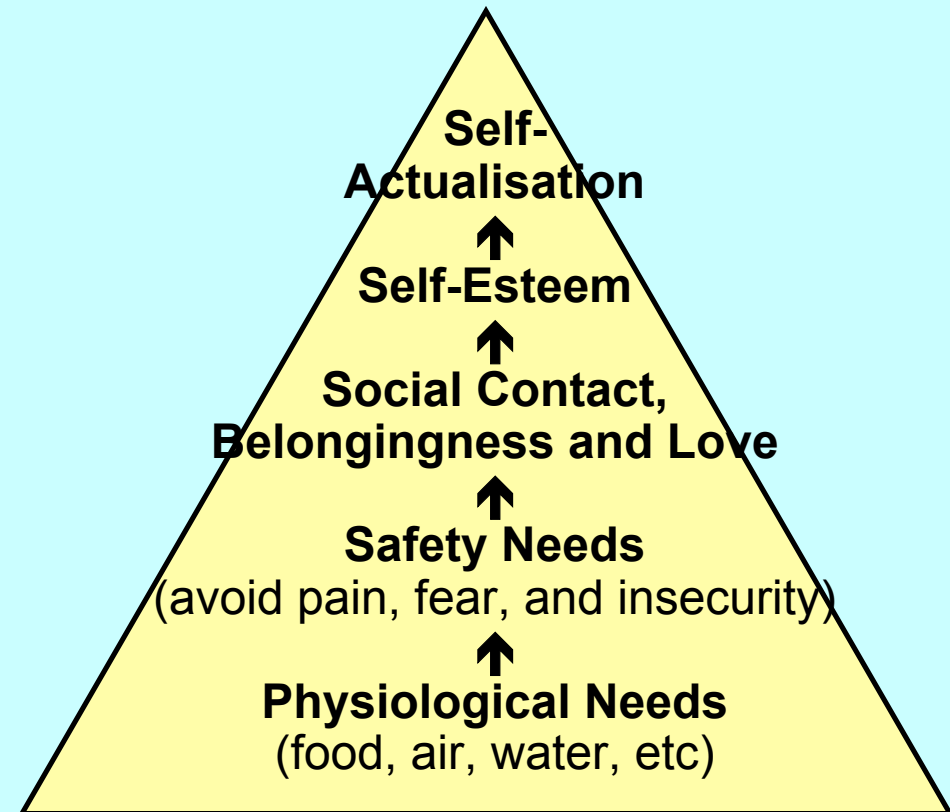 Self-
Actualisation
Self-Esteem
Social Contact,
Belongingness and Love
Safety Needs
(avoid pain, fear, and insecurity)
Physiological Needs
(food, air, water, etc)